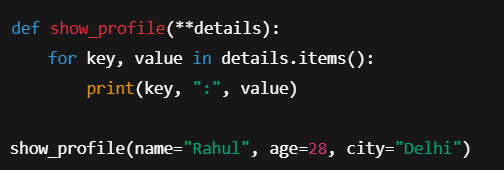 def show_profile(**details):
    for key, value in details.items():
        print(key, ":", value)

show_profile(name="Rahul", age=28, city="Delhi")